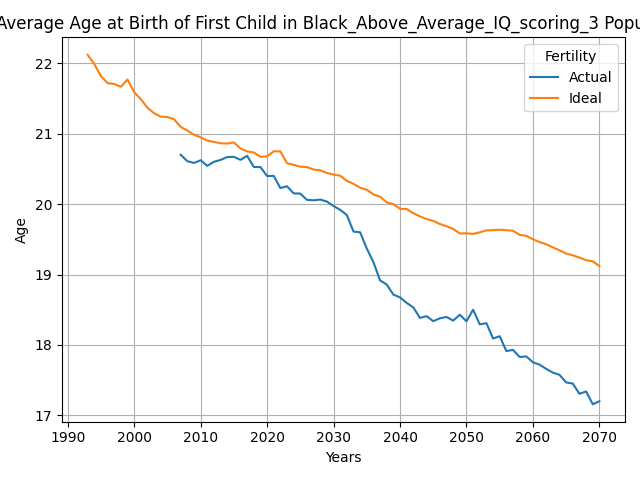 Average Age at Birth of First Child in Black_Above_Average_IQ_scoring_3 Popu
Fertility
Actual
Ideal
22
21
20
19
18
17
Age
1990
2000
2010
2020
2030
2040
2050
2060
2070
Years